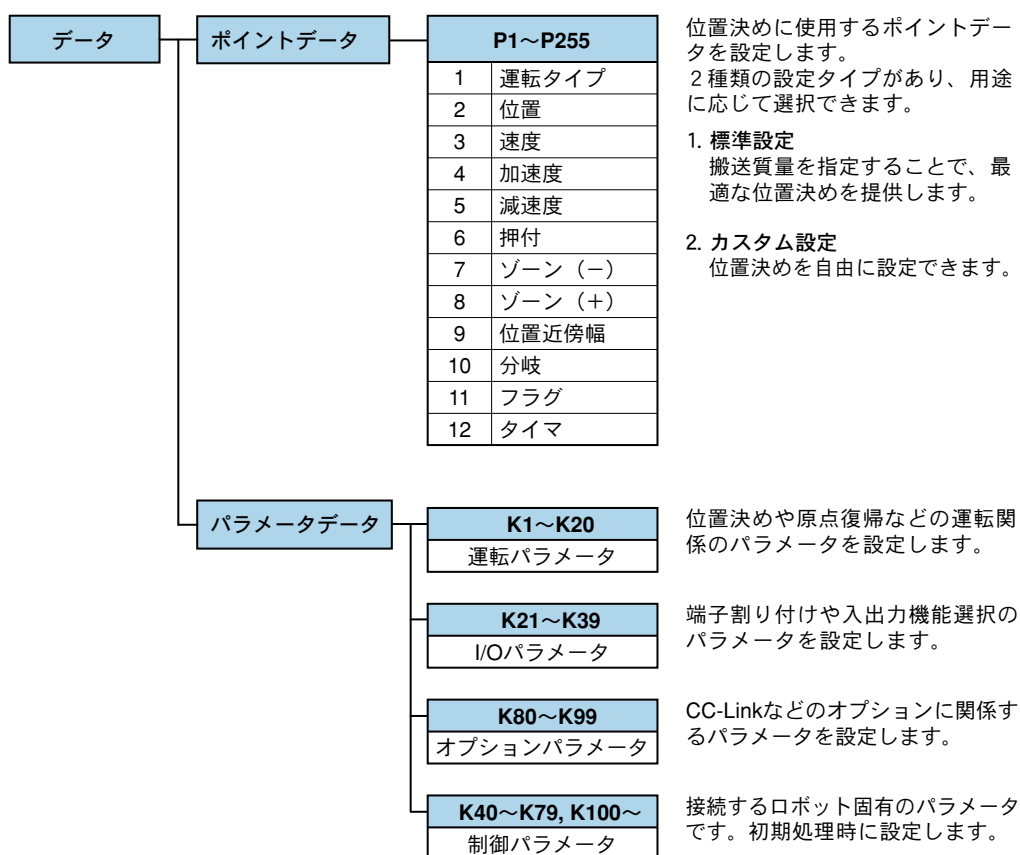 データ
ポイントデータ
P1～P255
1 運転タイプ
2 位置
3 速度
4 加速度
5 減速度
6 押付
7 ゾーン（－）
8 ゾーン（＋）
9 位置近傍幅
10 分岐
11 フラグ
12 タイマ
位置決めに使用するポイントデー
タを設定します。
２種類の設定タイプがあり、用途
に応じて選択できます。
1. 標準設定
搬送質量を指定することで、最
適な位置決めを提供します。
2. カスタム設定
位置決めを自由に設定できます。
パラメータデータ
K1～K20
運転パラメータ
位置決めや原点復帰などの運転関
係のパラメータを設定します。
K21～K39
I/Oパラメータ
端子割り付けや入出力機能選択の
パラメータを設定します。
K80～K99
オプションパラメータ
CC-Linkなどのオプションに関係す
るパラメータを設定します。
K40～K79, K100～
制御パラメータ
接続するロボット固有のパラメータ
です。初期処理時に設定します。